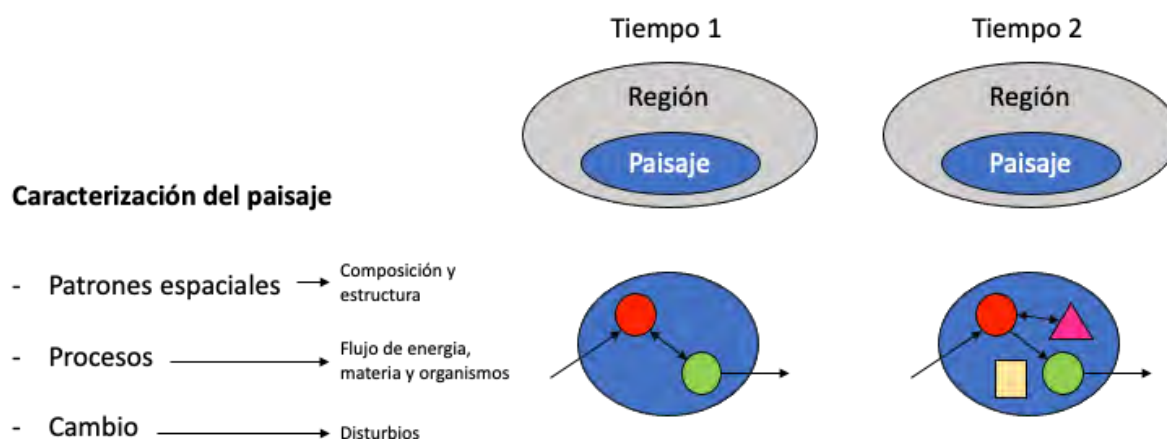 Tiempo 1
Tiempo 2
Región
Paisaje
Región
Paisaje
Caracterización del paisaje
- Patrones espaciales
Composición y
estructura
- Procesos
Flujo de energia,
materia y organismos
- Cambio
Disturbios